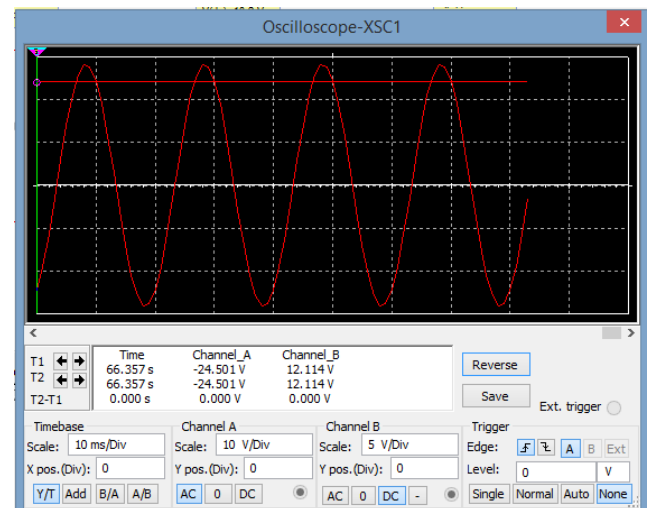 Oscilloscope-XSC1
×
T1
T2
T2-T1
Time Channel_A Channel_B
66.357 s -24.501 V 12.114 V
66.357 s -24.501 V 12.114 V
0.000 s 0.000 V 0.000 V
Reverse
Save
Ext. trigger
Timebase
Scale: 10 ms/Div
X pos.(Div): 0
Y/T Add B/A A/B
Channel A
Scale: 10 V/Div
Y pos.(Div): 0
AC 0 DC
Channel B
Scale: 5 V/Div
Y pos.(Div): 0
AC 0 DC -
Trigger
Edge: A B Ext
Level: 0 V
Single Normal Auto None